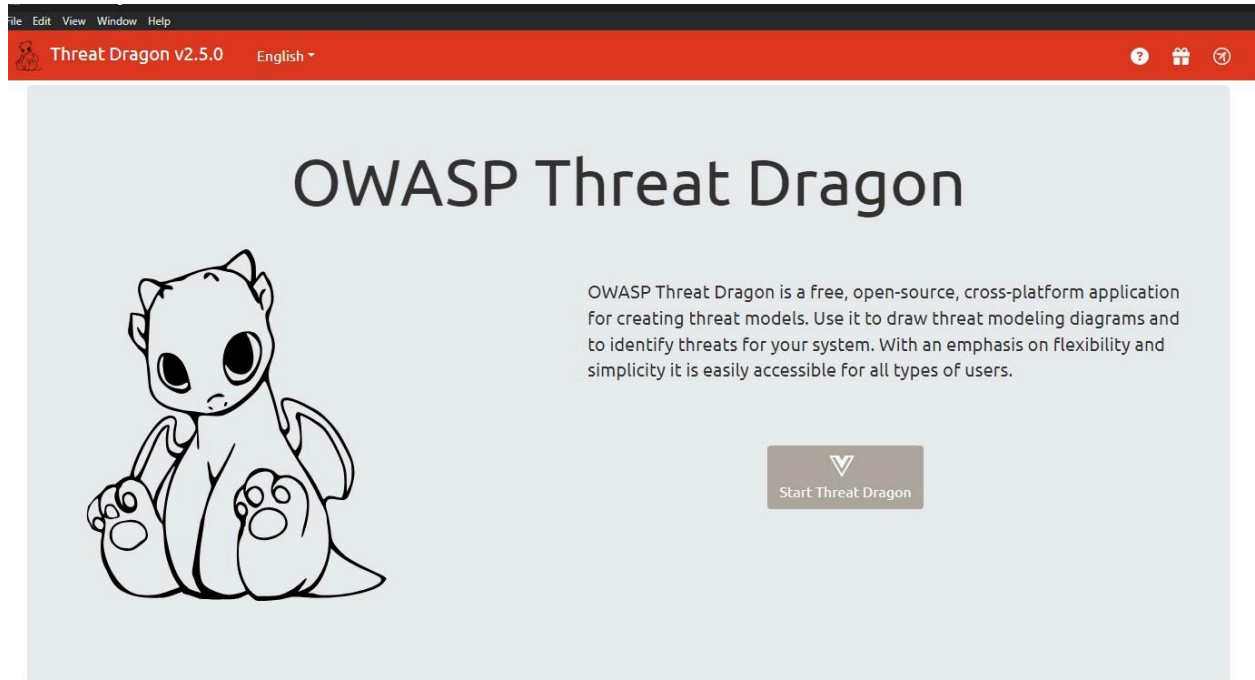 File Edit View Window Help
Threat Dragon v2.5.0 English
OWASP Threat Dragon
OWASP Threat Dragon is a free, open-source, cross-platform application
for creating threat models. Use it to draw threat modeling diagrams and
to identify threats for your system. With an emphasis on flexibility and
simplicity it is easily accessible for all types of users.
Start Threat Dragon